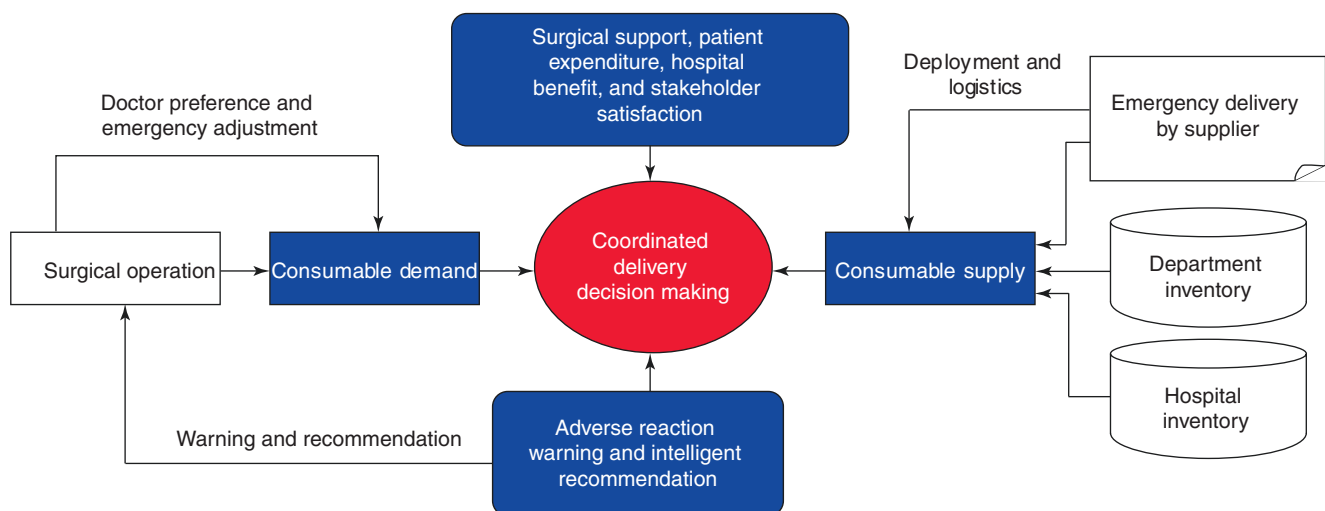 Surgical support, patient
expenditure, hospital
benefit, and stakeholder
satisfaction
Deployment and
logistics
Emergency delivery
by supplier
Doctor preference and
emergency adjustment
Surgical operation
Consumable demand
Coordinated
delivery
decision making
Consumable supply
Department
inventory
Hospital
inventory
Warning and recommendation
Adverse reaction
warning and intelligent
recommendation